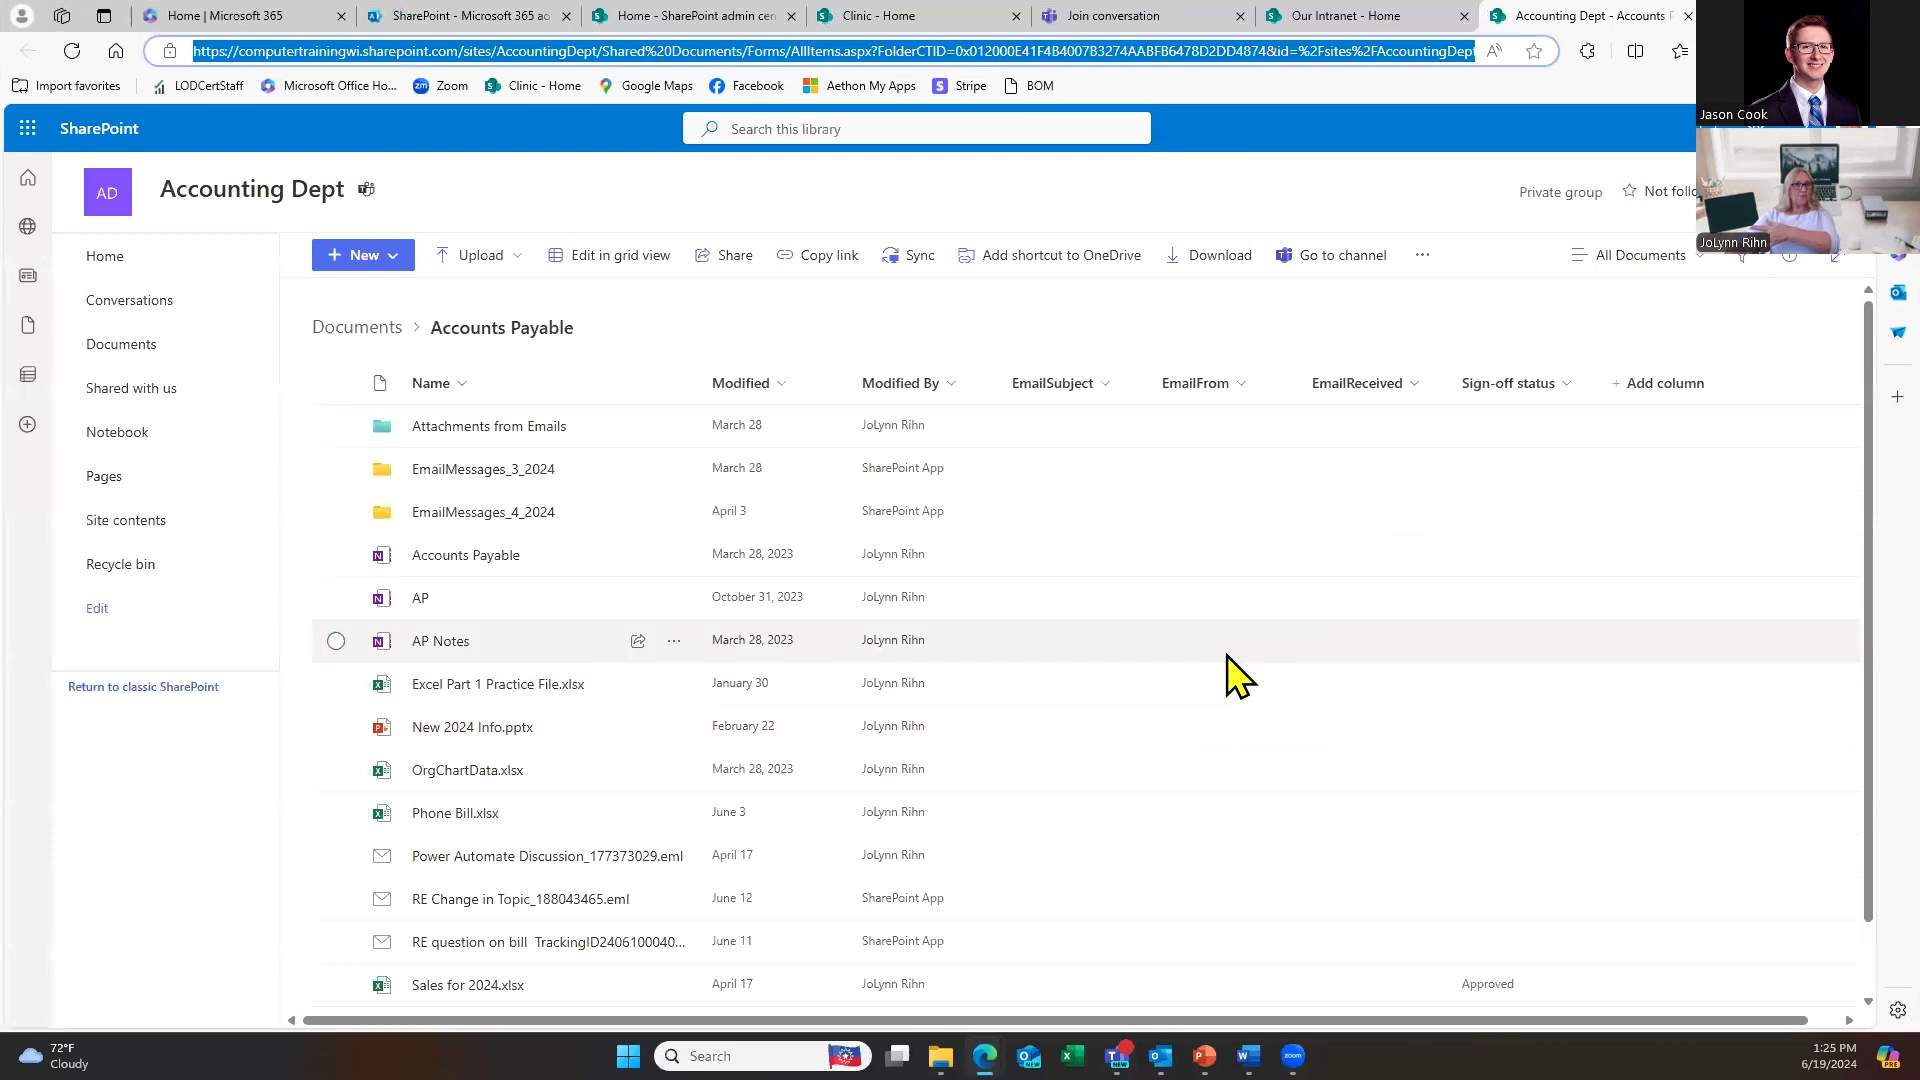 Home | Microsoft 365
SharePoint - Microsoft 365 ad
Home - SharePoint admin cen
Clinic - Home
Join conversation
Our Intranet - Home
Accounting Dept - Accounts P
https://computertrainingwi.sharepoint.com/sites/AccountingDept/Shared%20Documents/Forms/AllItems.aspx?FolderCTID=0x012000E41F4B4007B3274AABFB6478D2DD4874&id=%2Fsites%2FAccountingDept
Import favorites
LODCertStaff
Microsoft Office Ho...
Zoom
Clinic - Home
Google Maps
Facebook
Aethon My Apps
Stripe
BOM
Jason Cook
JoLynn Rihn
SharePoint
Search this library
AD
Accounting Dept
Private group
Not follo
Home
Conversations
Documents
Shared with us
Notebook
Pages
Site contents
Recycle bin
Edit
Return to classic SharePoint
+ New
Upload
Edit in grid view
Share
Copy link
Sync
Add shortcut to OneDrive
Download
Go to channel
...
All Documents
Documents > Accounts Payable
Name Modified Modified By EmailSubject EmailFrom EmailReceived Sign-off status + Add column
Attachments from Emails March 28 JoLynn Rihn
EmailMessages_3_2024 March 28 SharePoint App
EmailMessages_4_2024 April 3 SharePoint App
Accounts Payable March 28, 2023 JoLynn Rihn
AP October 31, 2023 JoLynn Rihn
AP Notes ... March 28, 2023 JoLynn Rihn
Excel Part 1 Practice File.xlsx January 30 JoLynn Rihn
New 2024 Info.pptx February 22 JoLynn Rihn
OrgChartData.xlsx March 28, 2023 JoLynn Rihn
Phone Bill.xlsx June 3 JoLynn Rihn
Power Automate Discussion_177373029.eml April 17 JoLynn Rihn
RE Change in Topic_188043465.eml June 12 SharePoint App
RE question on bill TrackingID2406100040... June 11 SharePoint App
Sales for 2024.xlsx April 17 JoLynn Rihn Approved
72°F
Cloudy
Search
1:25 PM
6/19/2024